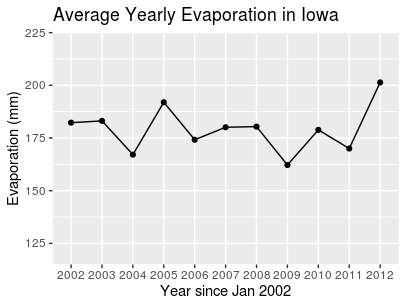 Average Yearly Evaporation in Iowa
225
200
175
150
125
Evaporation (mm)
2002 2003 2004 2005 2006 2007 2008 2009 2010 2011 2012
Year since Jan 2002